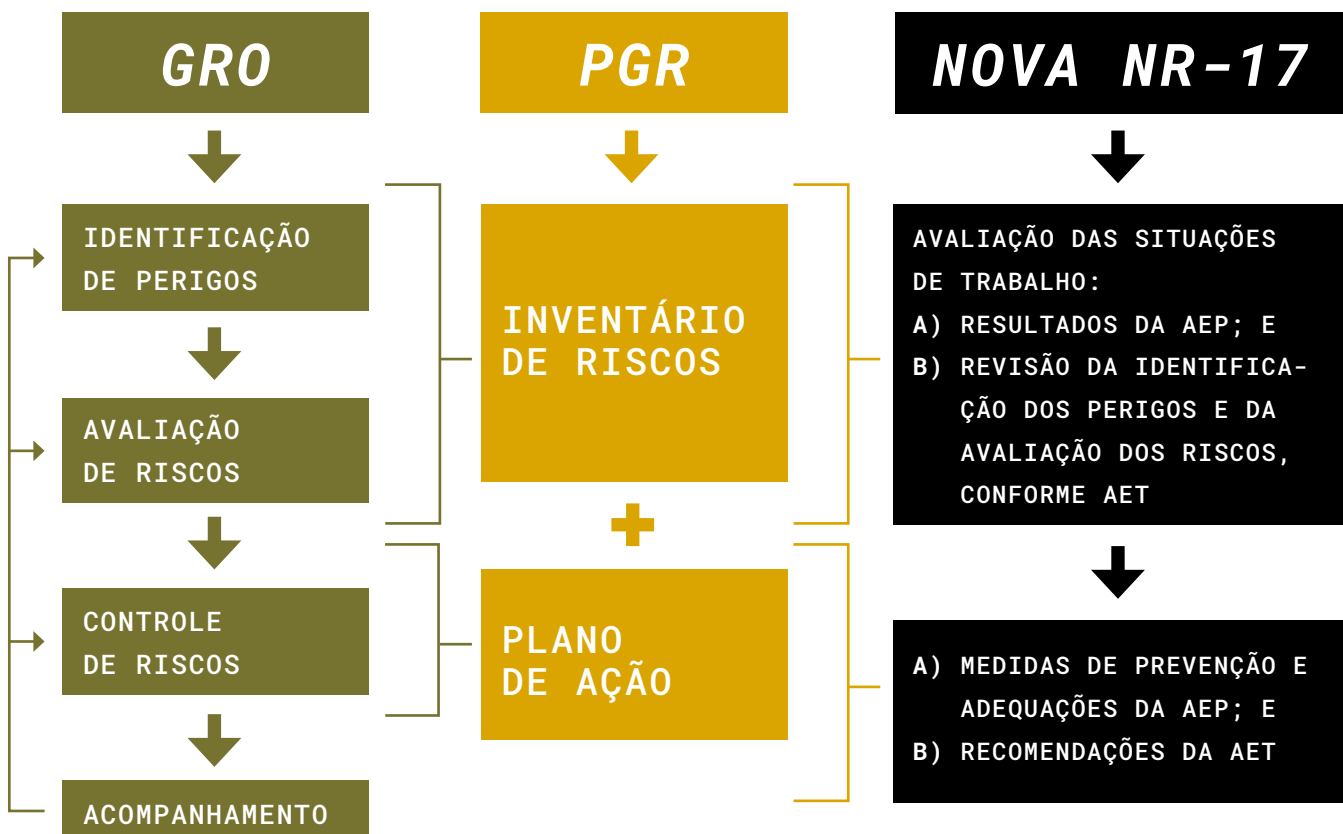 GRO
IDENTIFICAÇÃO
DE PERIGOS
AVALIAÇÃO
DE RISCOS
CONTROLE
DE RISCOS
ACOMPANHAMENTO
PGR
INVENTÁRIO
DE RISCOS
PLANO
DE AÇÃO
NOVA NR-17
AVALIAÇÃO DAS SITUAÇÕES
DE TRABALHO:
A) RESULTADOS DA AEP; E
B) REVISÃO DA IDENTIFICA-
ÇÃO DOS PERIGOS E DA
AVALIAÇÃO DOS RISCOS,
CONFORME AET
A) MEDIDAS DE PREVENÇÃO E
ADEQUAÇÕES DA AEP; E
B) RECOMENDAÇÕES DA AET